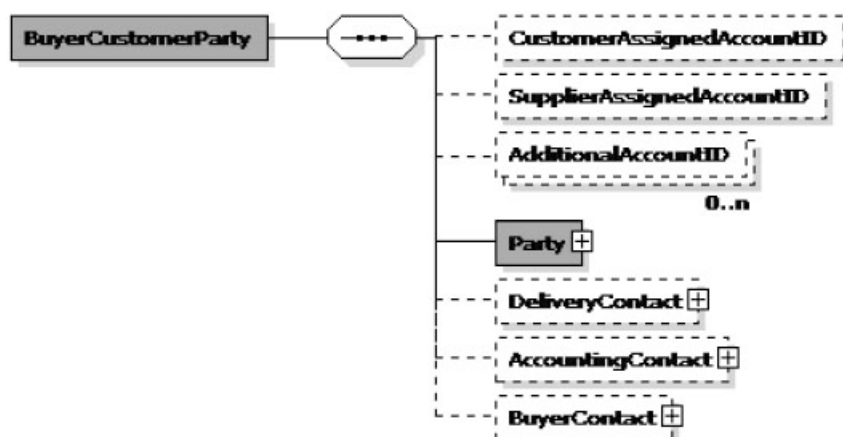 BuyerCustomerParty
CustomerAssignedAccountID
SupplierAssignedAccountID
AdditionalAccountID
0..n
Party
DeliveryContact
AccountingContact
BuyerContact